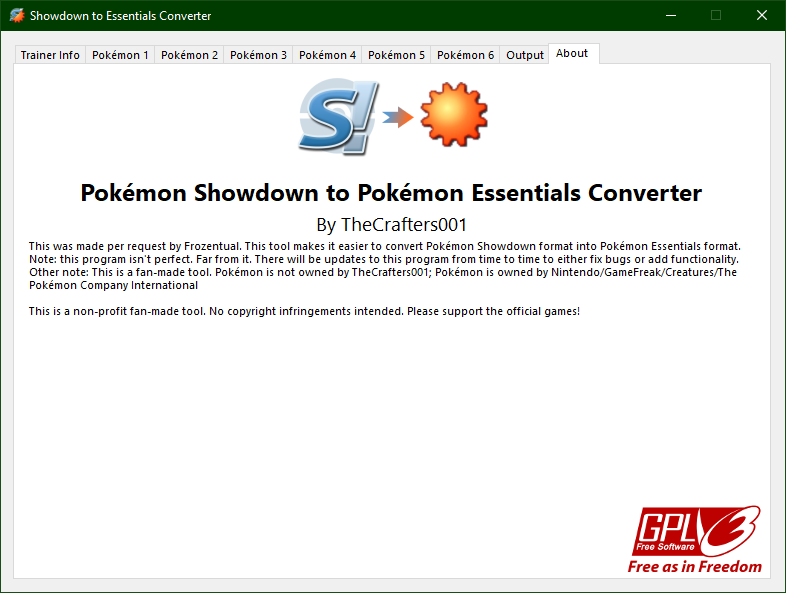 Showdown to Essentials Converter
Trainer Info Pokémon 1 Pokémon 2 Pokémon 3 Pokémon 4 Pokémon 5 Pokémon 6 Output About
S!
Pokémon Showdown to Pokémon Essentials Converter
By TheCrafters001
This was made per request by Frozentual. This tool makes it easier to convert Pokémon Showdown format into Pokémon Essentials format.
Note: this program isn't perfect. Far from it. There will be updates to this program from time to time to either fix bugs or add functionality.
Other note: This is a fan-made tool. Pokémon is not owned by TheCrafters001; Pokémon is owned by Nintendo/GameFreak/Creatures/The
Pokémon Company International
This is a non-profit fan-made tool. No copyright infringements intended. Please support the official games!
GPLv3
Free Software
Free as in Freedom